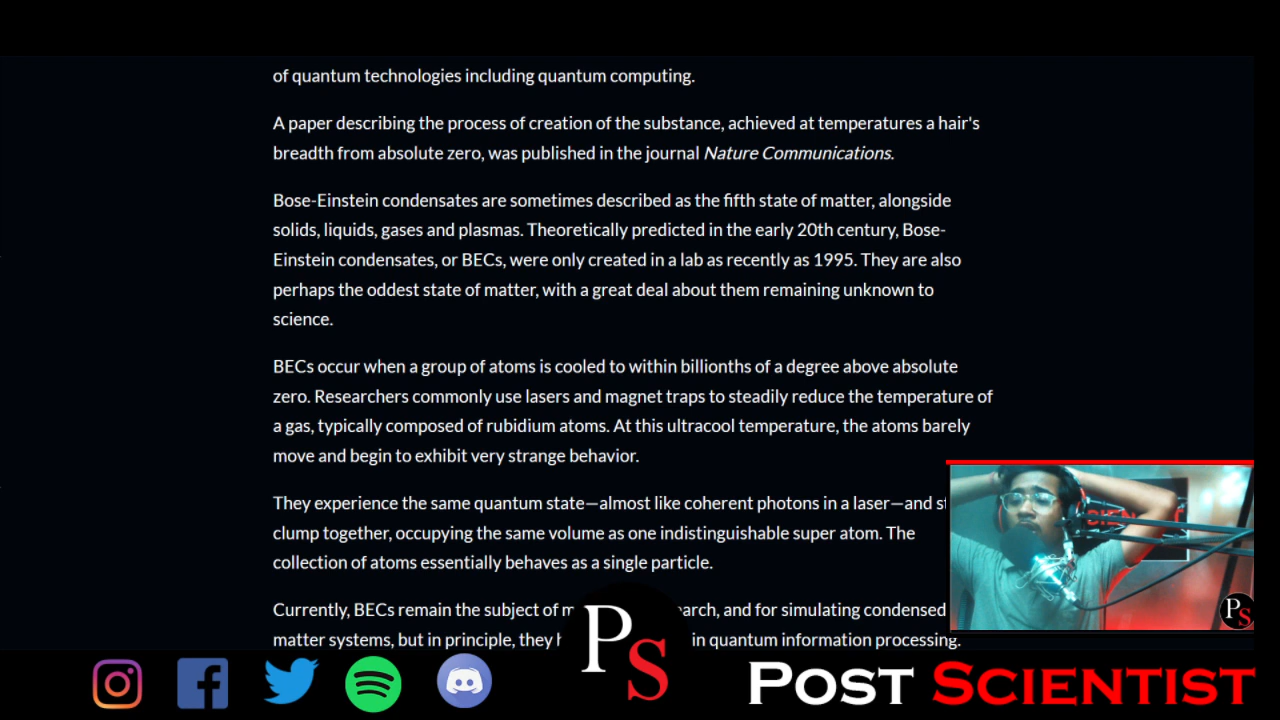 of quantum technologies including quantum computing.
A paper describing the process of creation of the substance, achieved at temperatures a hair's
breadth from absolute zero, was published in the journal Nature Communications.
Bose-Einstein condensates are sometimes described as the fifth state of matter, alongside
solids, liquids, gases and plasmas. Theoretically predicted in the early 20th century, Bose-
Einstein condensates, or BECs, were only created in a lab as recently as 1995. They are also
perhaps the oddest state of matter, with a great deal about them remaining unknown to
science.
BECs occur when a group of atoms is cooled to within billionths of a degree above absolute
zero. Researchers commonly use lasers and magnet traps to steadily reduce the temperature of
a gas, typically composed of rubidium atoms. At this ultracool temperature, the atoms barely
move and begin to exhibit very strange behavior.
They experience the same quantum state—almost like coherent photons in a laser—and
clump together, occupying the same volume as one indistinguishable super atom. The
collection of atoms essentially behaves as a single particle.
Currently, BECs remain the subject of and for simulating condensed
matter systems, but in principle, they in quantum information processing.
PS
PS
POST SCIENTIST